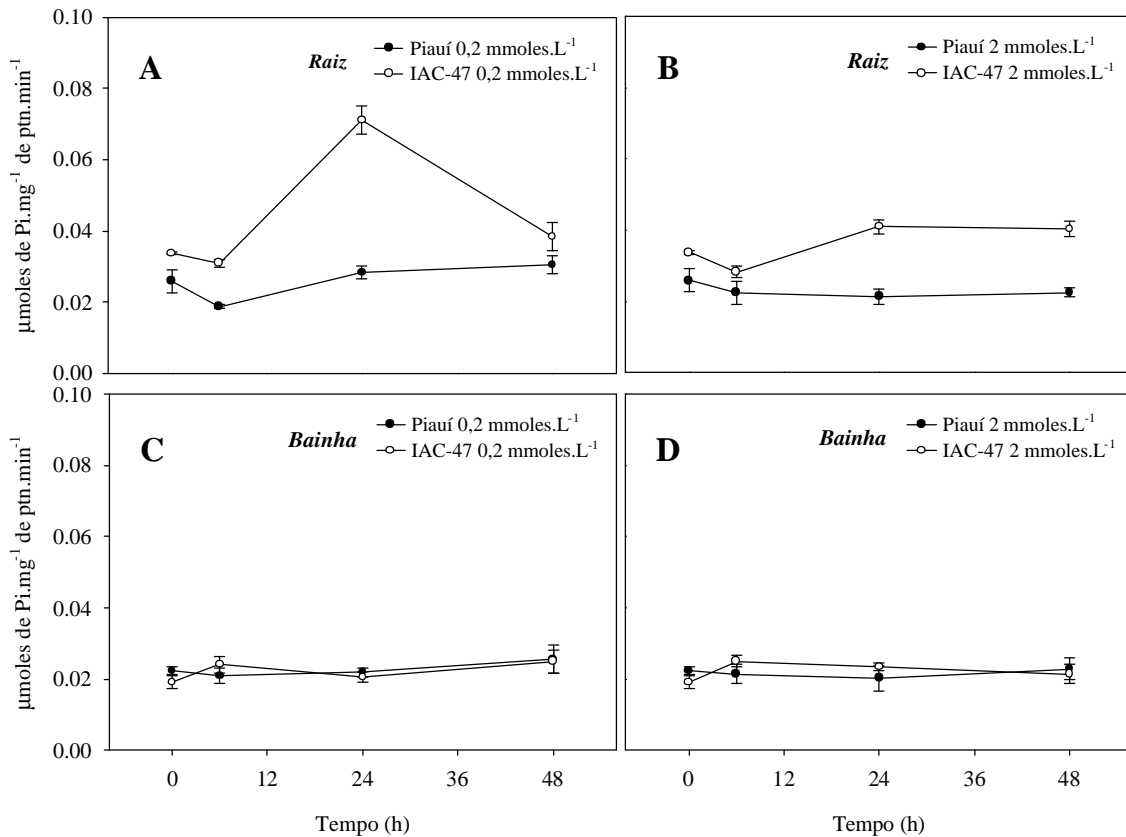 0.10
0.08
0.06
0.04
0.02
0.00
µmoles de Pi.mg⁻¹ de ptn.min⁻¹
A
Raiz
Piauí 0,2 mmoles.L⁻¹
IAC-47 0,2 mmoles.L⁻¹
B
Raiz
Piauí 2 mmoles.L⁻¹
IAC-47 2 mmoles.L⁻¹
0.10
0.08
0.06
0.04
0.02
0.00
µmoles de Pi.mg⁻¹ de ptn.min⁻¹
C
Bainha
Piauí 0,2 mmoles.L⁻¹
IAC-47 0,2 mmoles.L⁻¹
D
Bainha
Piauí 2 mmoles.L⁻¹
IAC-47 2 mmoles.L⁻¹
0 12 24 36 48
0 12 24 36 48
Tempo (h)
Tempo (h)